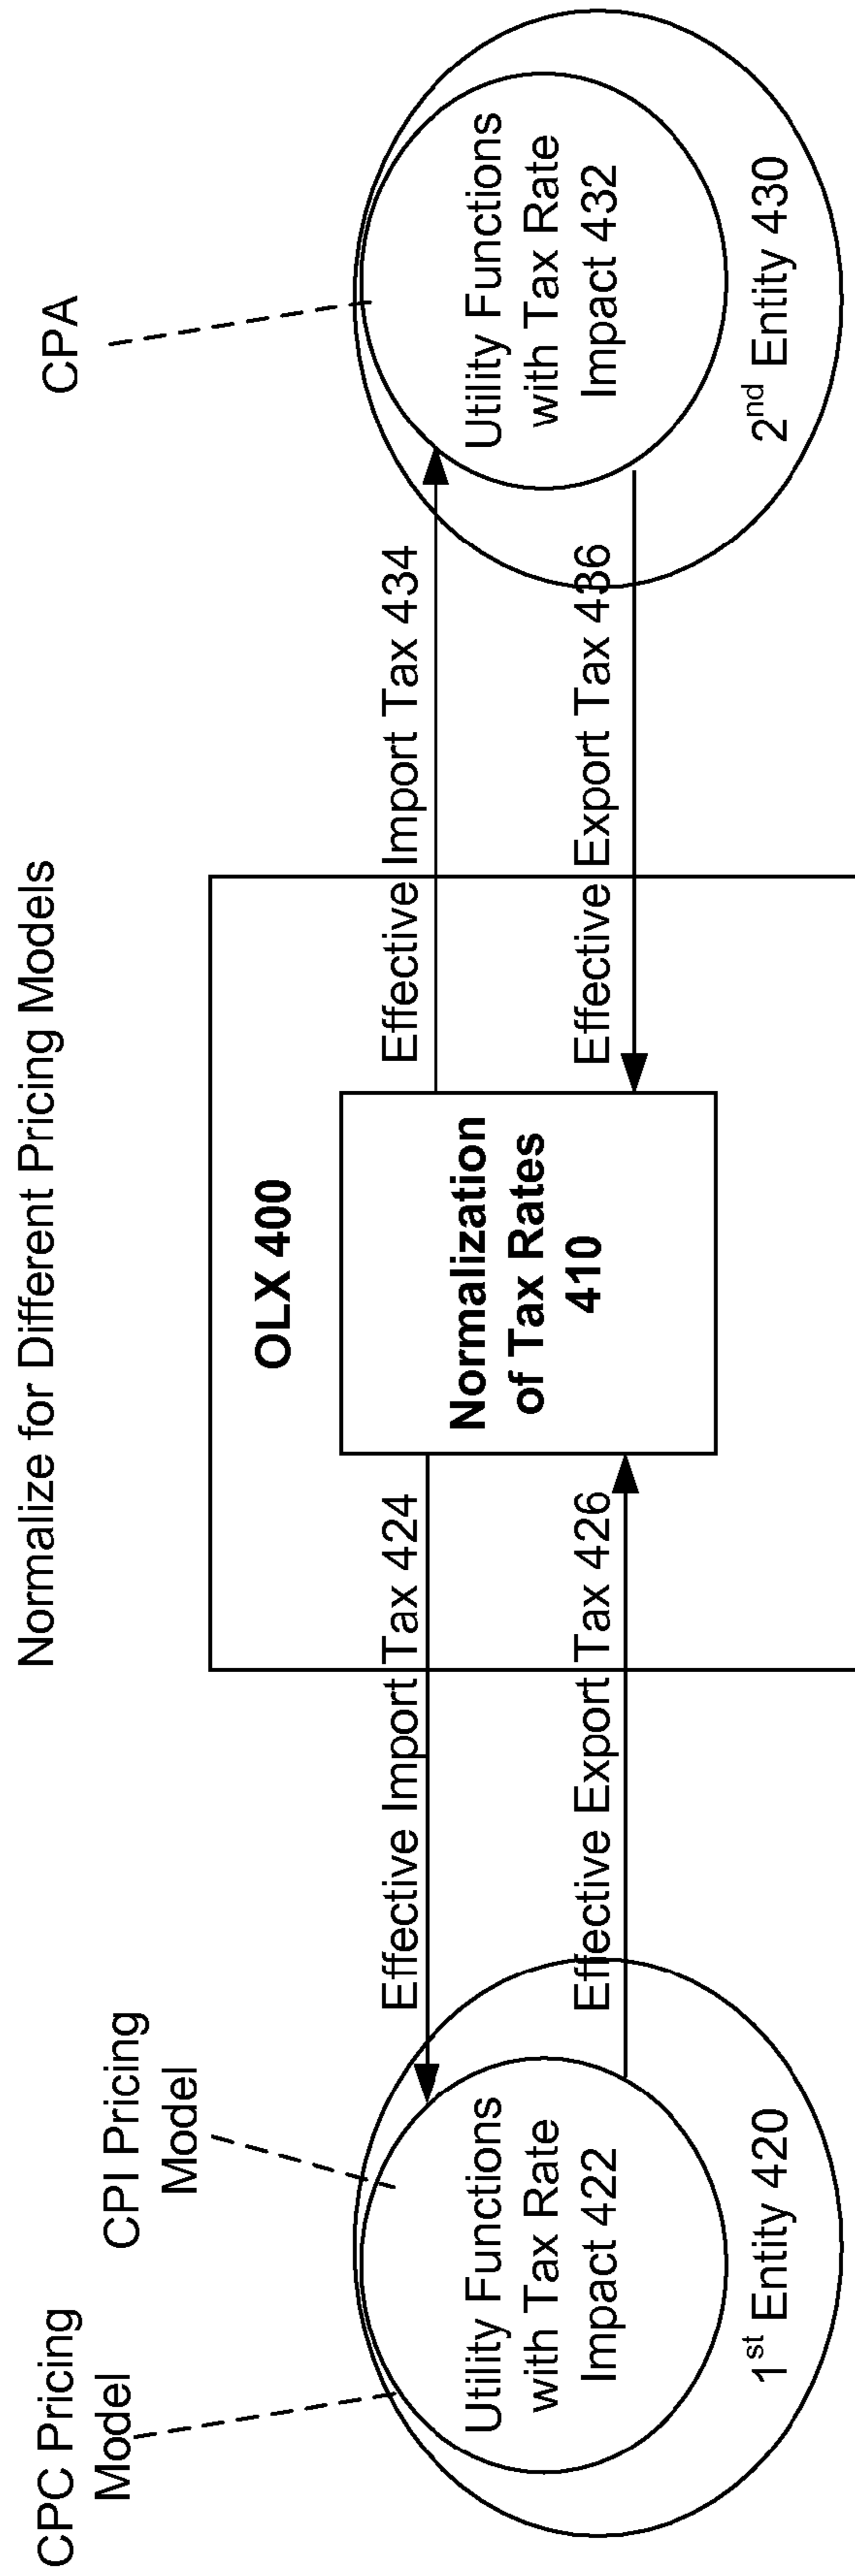 Normalize for Different Pricing Models
CPC Pricing
Model
CPI Pricing
Model
CPA
OLX 400
Effective Import Tax 424
Effective Import Tax 434
Utility Functions
with Tax Rate
Impact 422
Normalization
of Tax Rates
410
Utility Functions
with Tax Rate
Impact 432
Effective Export Tax 426
Effective Export Tax 436
1st Entity 420
2nd Entity 430